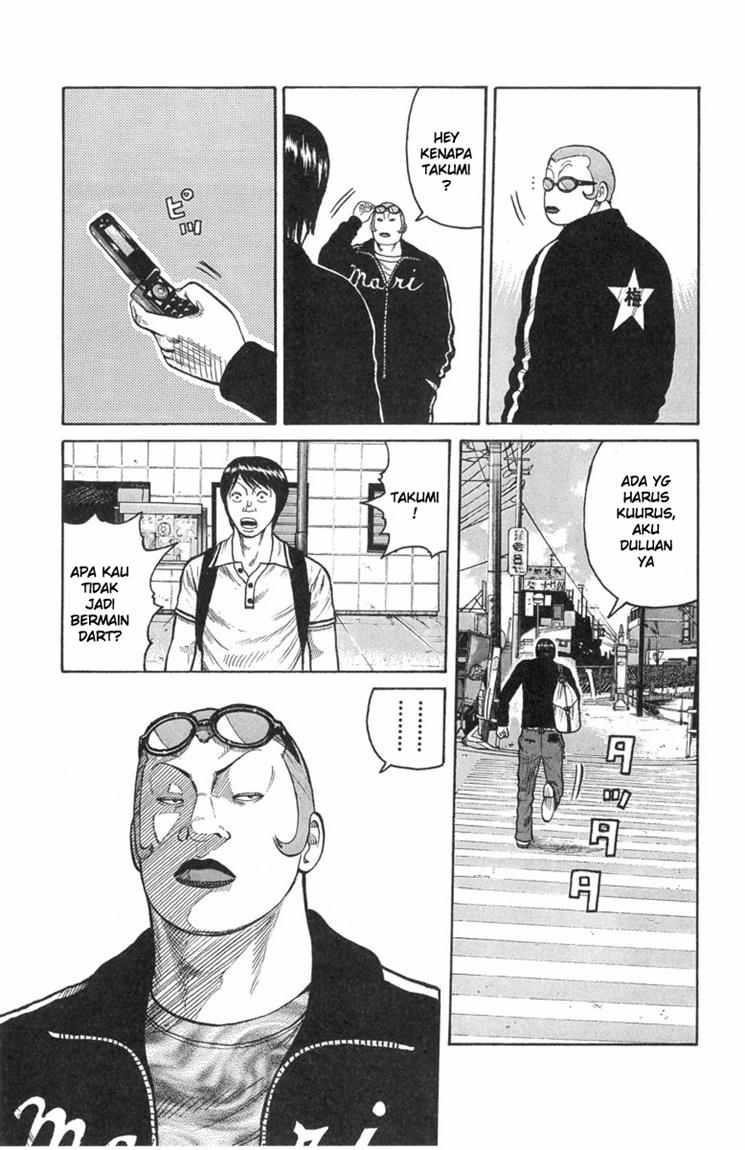 梅
HEY
KENAPA
TAKUMI
?
mari
ピッ
ADA YG
HARUS
KUURUS,
AKU
DULUAN
YA
タッタタ
TAKUMI
!
APA KAU
TIDAK
JADI
BERMAIN
DART?
mari